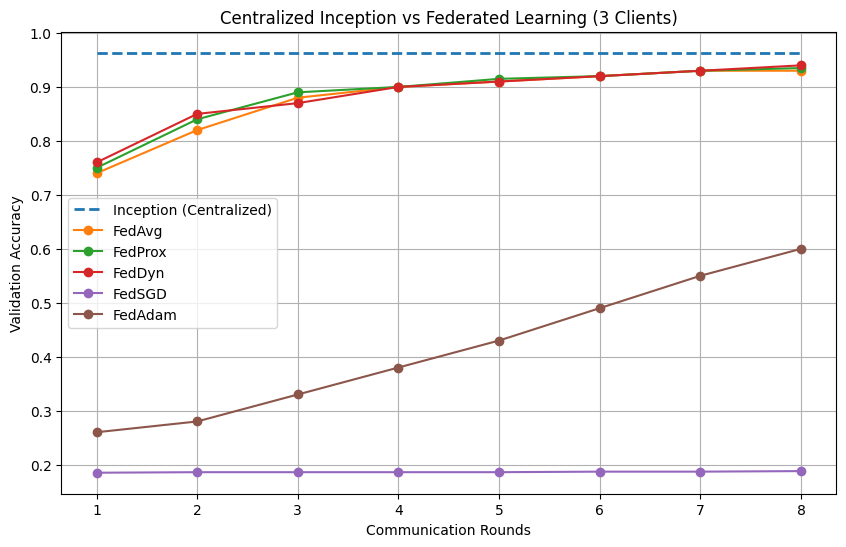 Centralized Inception vs Federated Learning (3 Clients)
1.0
0.9
0.8
0.7
0.6
0.5
0.4
0.3
0.2
Validation Accuracy
Inception (Centralized)
FedAvg
FedProx
FedDyn
FedSGD
FedAdam
1 2 3 4 5 6 7 8
Communication Rounds